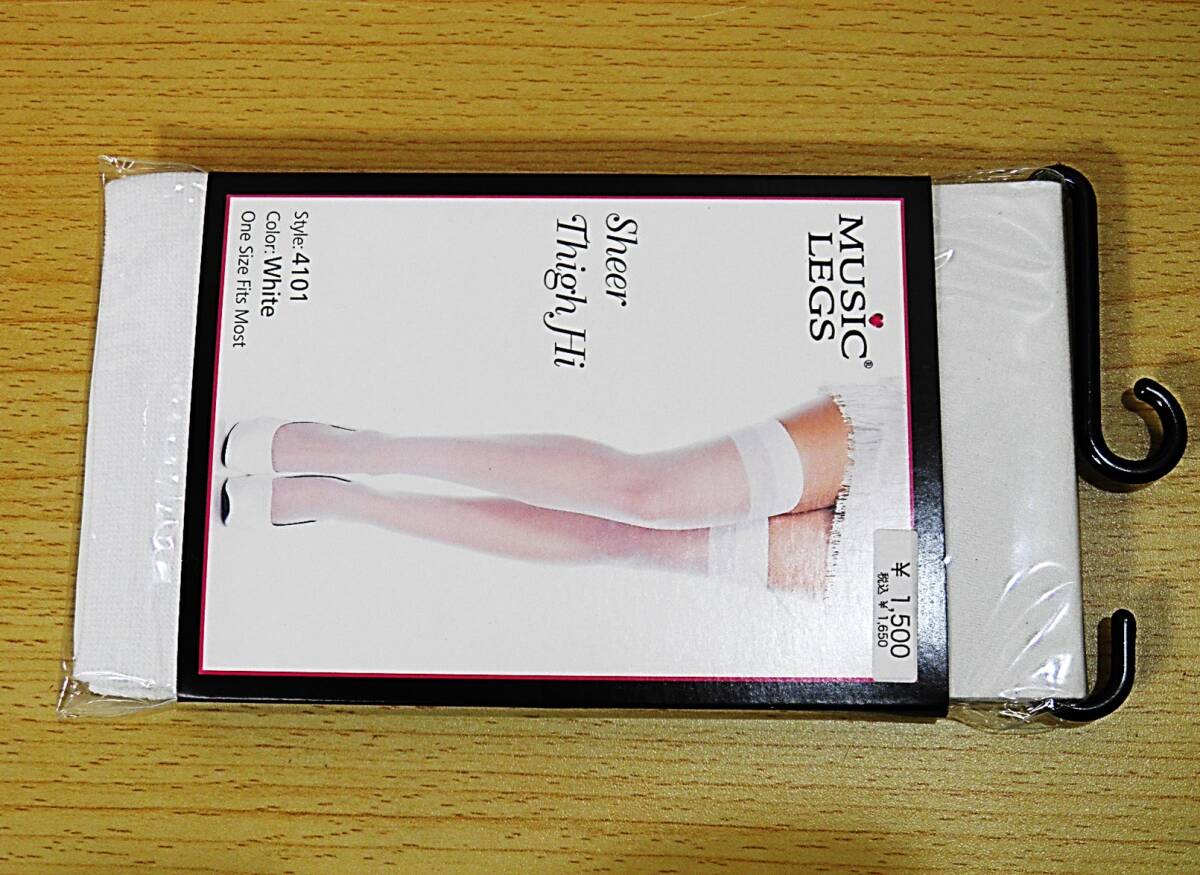 MUSIC®
LEGS
Sheer
Thigh Hi
Style: 4101
Color: White
One Size Fits Most
¥ 1,500
税込 ¥ 1,650